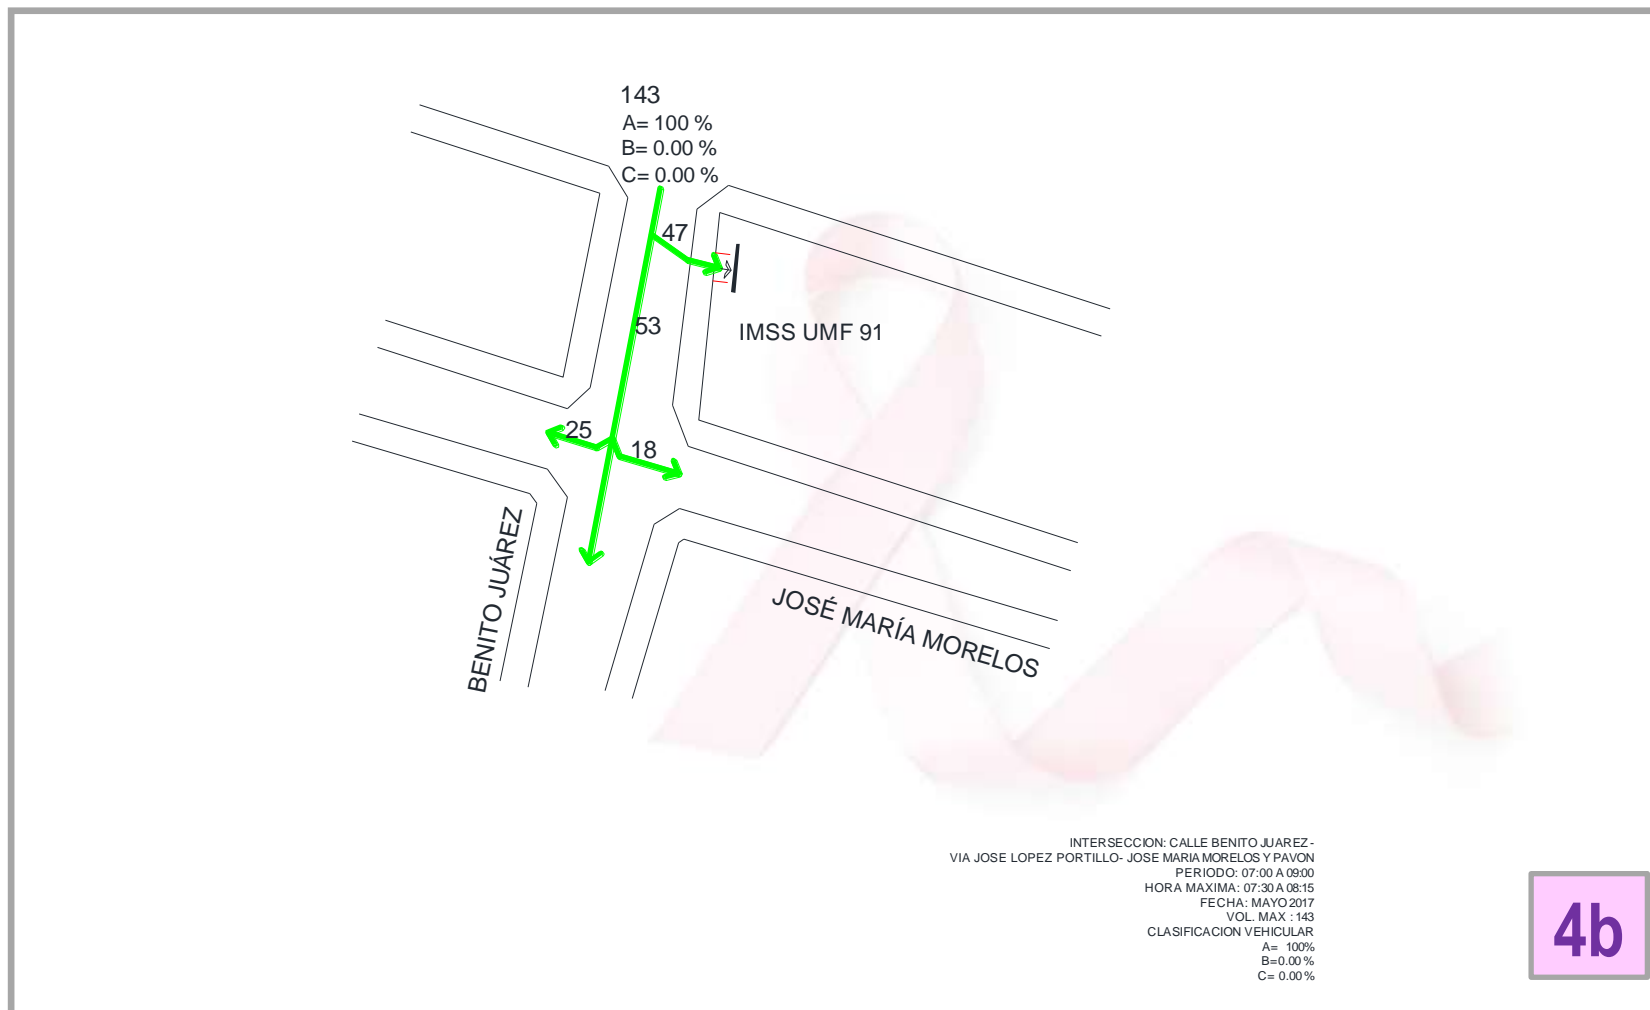 143
A= 100 %
B= 0.00 %
C= 0.00 %
47
53
IMSS UMF 91
25
18
BENITO JUÁREZ
JOSÉ MARÍA MORELOS
INTERSECCION: CALLE BENITO JUAREZ -
VIA JOSE LOPEZ PORTILLO- JOSE MARIA MORELOS Y PAVON
PERIODO: 07:00 A 09:00
HORA MAXIMA: 07:30 A 08:15
FECHA: MAYO 2017
VOL. MAX : 143
CLASIFICACION VEHICULAR
A= 100%
B=0.00 %
C= 0.00 %
4b